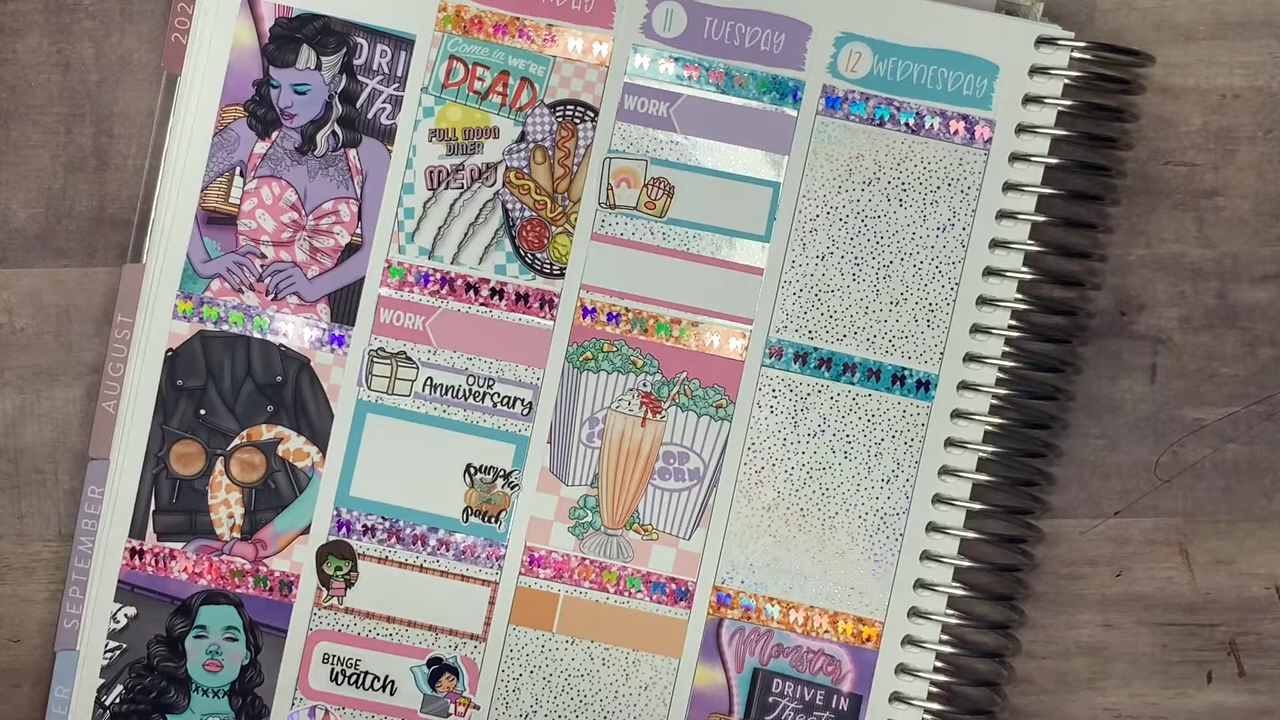 202
AUGUST
SEPTEMBER
ER
DRI
Th
Come in WE'RE
DEAD
FULL MOON
DINER
MENU
WORK
OUR
Anniversary
Pumpkin
patch
BINGE
watch
11 TUESDAY
WORK
POP
CORN
12 WEDNESDAY
Monster
DRIVE IN